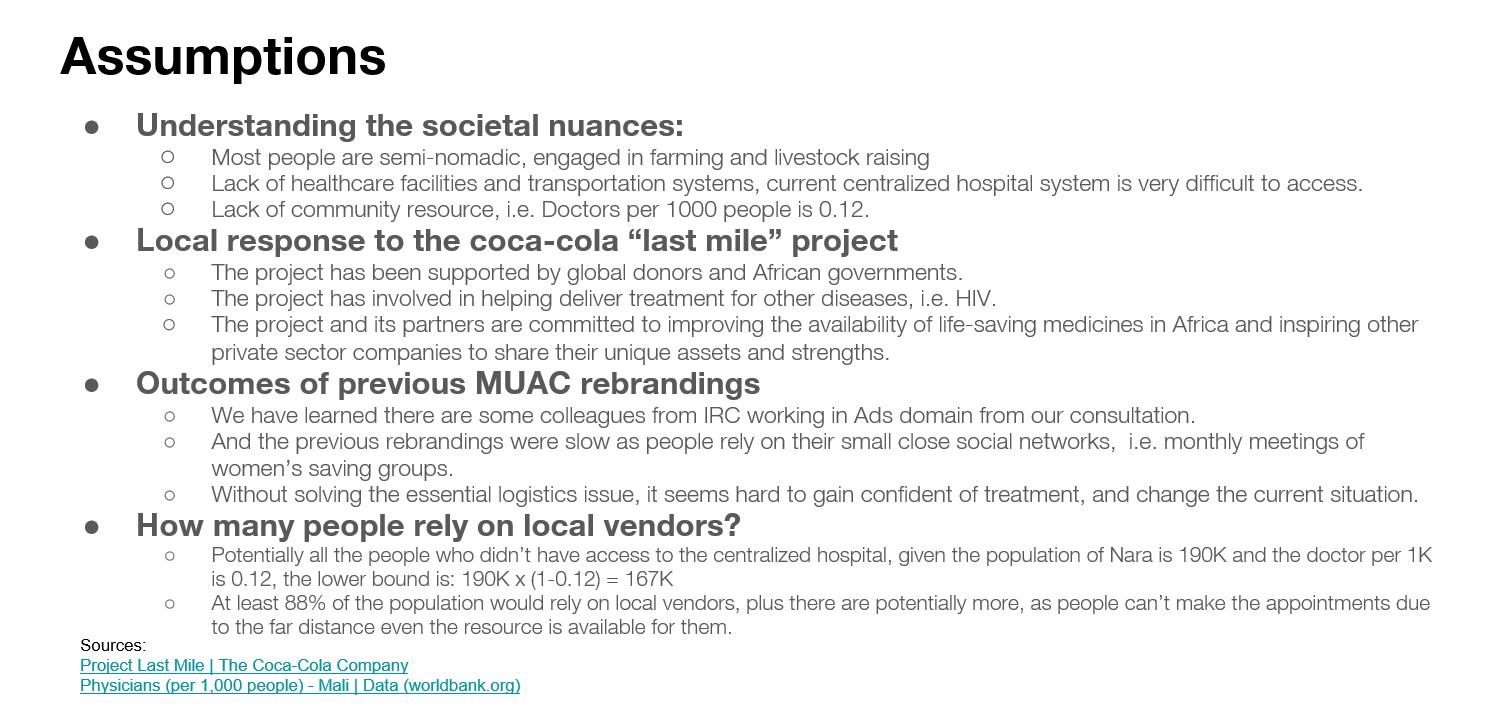 Assumptions
● Understanding the societal nuances:
○ Most people are semi-nomadic, engaged in farming and livestock raising
○ Lack of healthcare facilities and transportation systems, current centralized hospital system is very difficult to access.
○ Lack of community resource, i.e. Doctors per 1000 people is 0.12.
● Local response to the coca-cola “last mile” project
○ The project has been supported by global donors and African governments.
○ The project has involved in helping deliver treatment for other diseases, i.e. HIV.
○ The project and its partners are committed to improving the availability of life-saving medicines in Africa and inspiring other
private sector companies to share their unique assets and strengths.
● Outcomes of previous MUAC rebrandings
○ We have learned there are some colleagues from IRC working in Ads domain from our consultation.
○ And the previous rebrandings were slow as people rely on their small close social networks,  i.e. monthly meetings of
women’s saving groups.
○ Without solving the essential logistics issue, it seems hard to gain confident of treatment, and change the current situation.
● How many people rely on local vendors?
○ Potentially all the people who didn’t have access to the centralized hospital, given the population of Nara is 190K and the doctor per 1K
is 0.12, the lower bound is: 190K x (1-0.12) = 167K
○ At least 88% of the population would rely on local vendors, plus there are potentially more, as people can’t make the appointments due
to the far distance even the resource is available for them.
Sources:
Project Last Mile | The Coca-Cola Company
Physicians (per 1,000 people) - Mali | Data (worldbank.org)